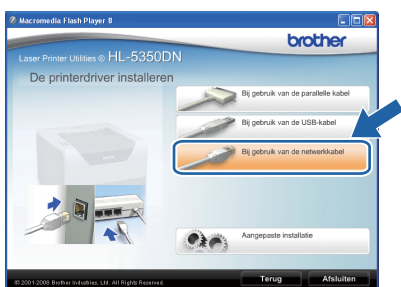 Macromedia Flash Player 8
brother
Laser Printer Utilities ® HL-5350DN
De printerdriver installeren
Bij gebruik van de parallelle kabel
Bij gebruik van de USB-kabel
Bij gebruik van de netwerkkabel
Aangepaste installatie
© 2001-2008 Brother Industries, Ltd. All Rights Reserved.
Terug
Afsluiten